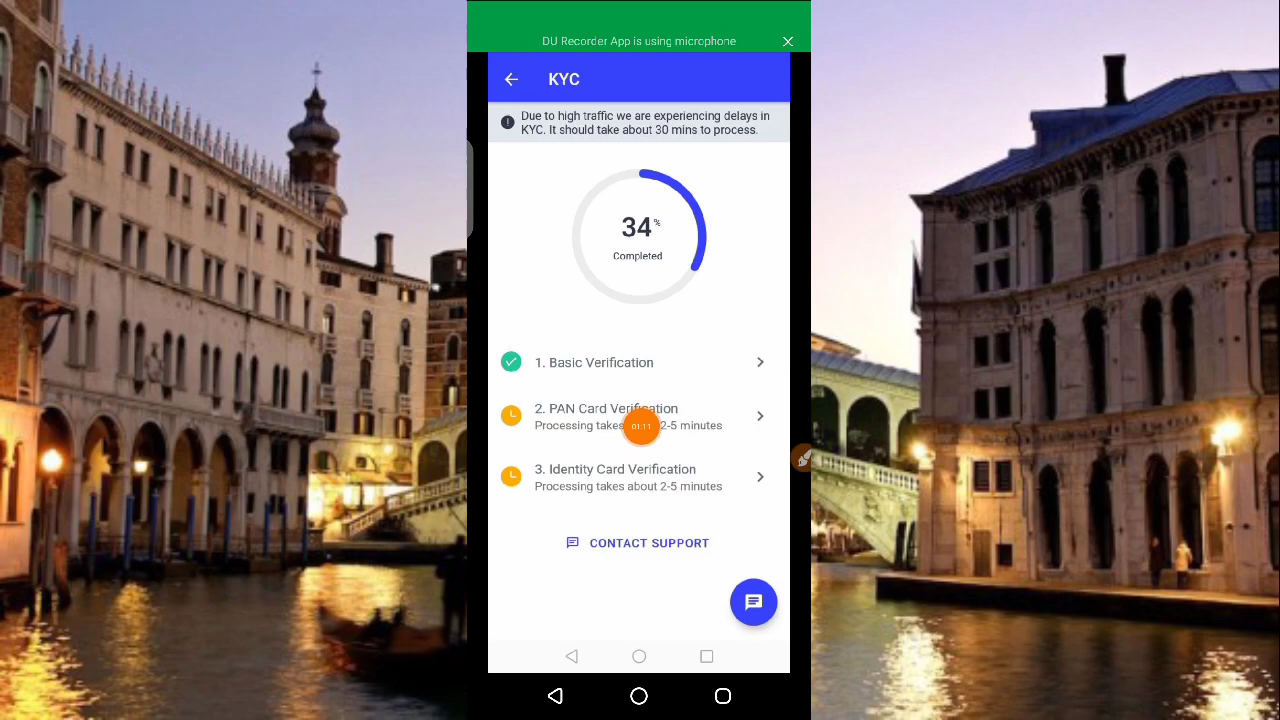 DU Recorder App is using microphone
KYC
Due to high traffic we are experiencing delays in
KYC. It should take about 30 mins to process.
34%
Completed
1. Basic Verification
2. PAN Card Verification
Processing takes 2-5 minutes
01:11
3. Identity Card Verification
Processing takes about 2-5 minutes
CONTACT SUPPORT